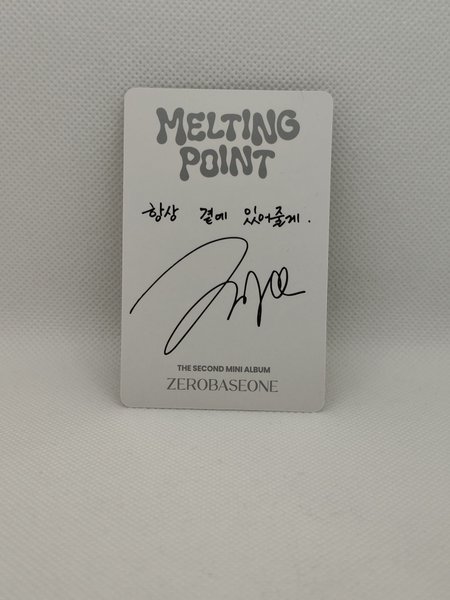 MELTING
POINT
항상 곁에 있어줄게.
THE SECOND MINI ALBUM
ZEROBASEONE